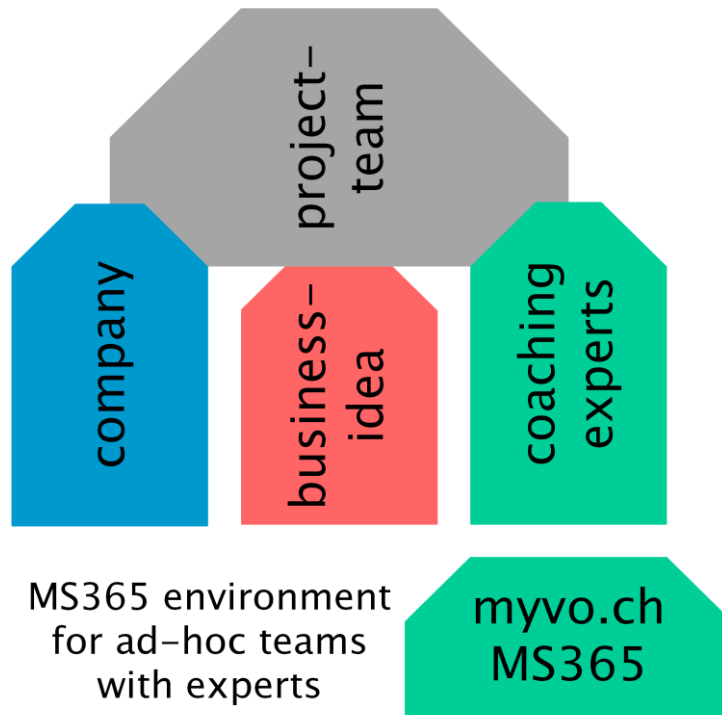 project-
team
company
business-
idea
coaching
experts
MS365 environment
for ad-hoc teams
with experts
myvo.ch
MS365